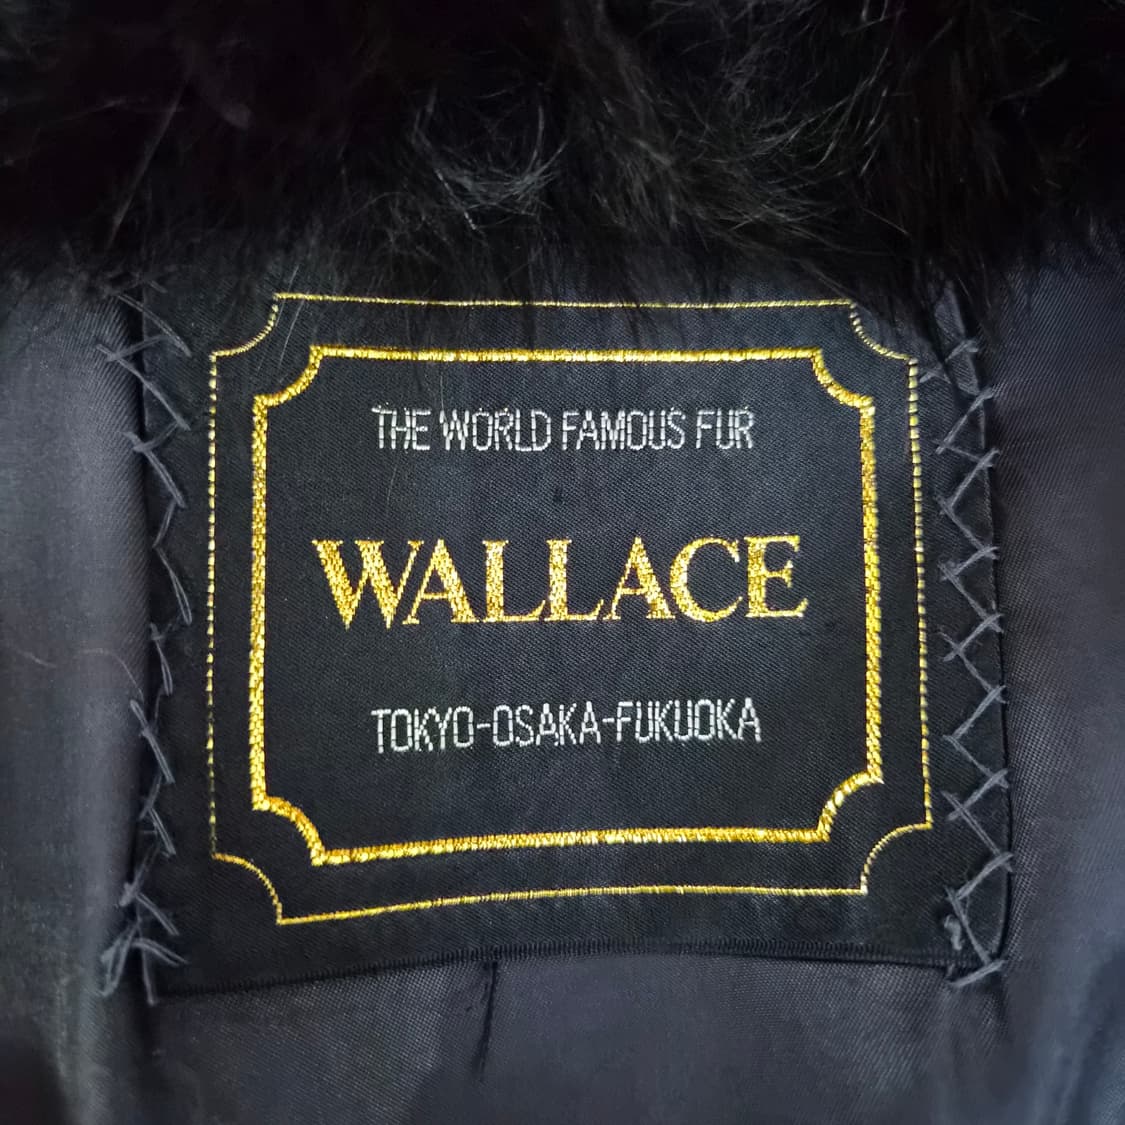 THE WORLD FAMOUS FUR
WALLACE
TOKYO-OSAKA-FUKUOKA